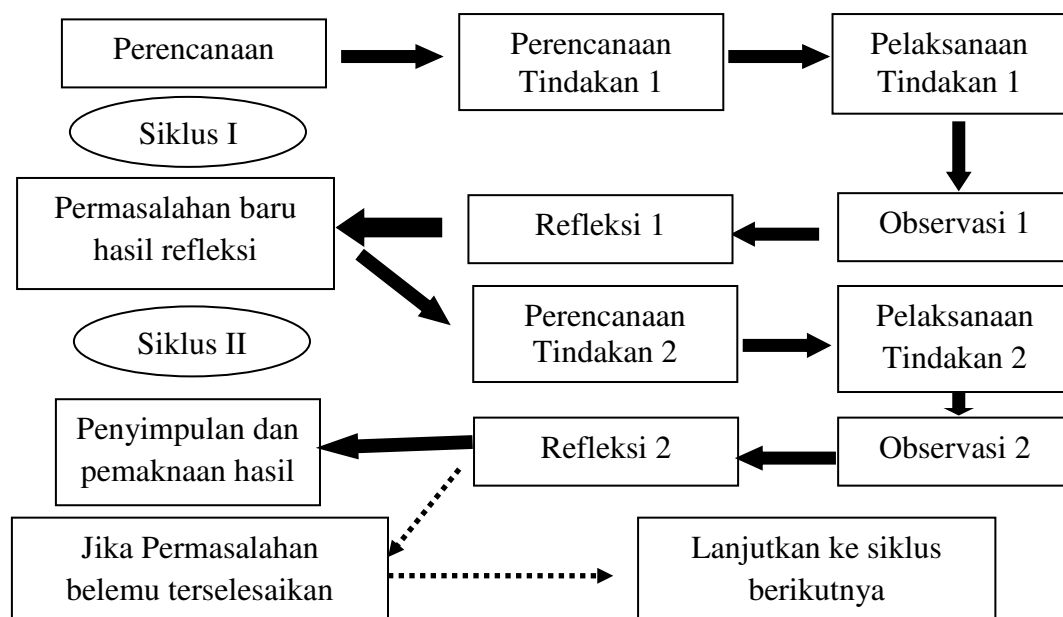 Perencanaan
Perencanaan
Tindakan 1
Pelaksanaan
Tindakan 1
Siklus I
Permasalahan baru
hasil refleksi
Refleksi 1
Observasi 1
Perencanaan
Tindakan 2
Pelaksanaan
Tindakan 2
Siklus II
Penyimpulan dan
pemaknaan hasil
Refleksi 2
Observasi 2
Jika Permasalahan
belemu terselesaikan
Lanjutkan ke siklus
berikutnya